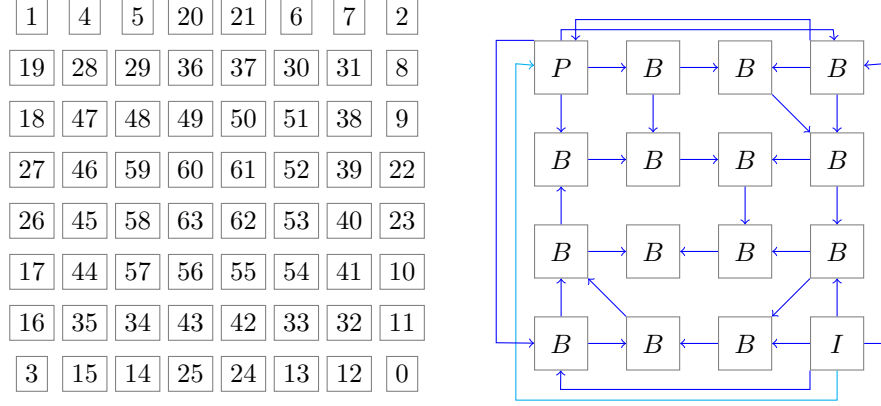 1 4 5 20 21 6 7 2
19 28 29 36 37 30 31 8
18 47 48 49 50 51 38 9
27 46 59 60 61 52 39 22
26 45 58 63 62 53 40 23
17 44 57 56 55 54 41 10
16 35 34 43 42 33 32 11
3 15 14 25 24 13 12 0
P B B B
B B B B
B B B B
B B B I